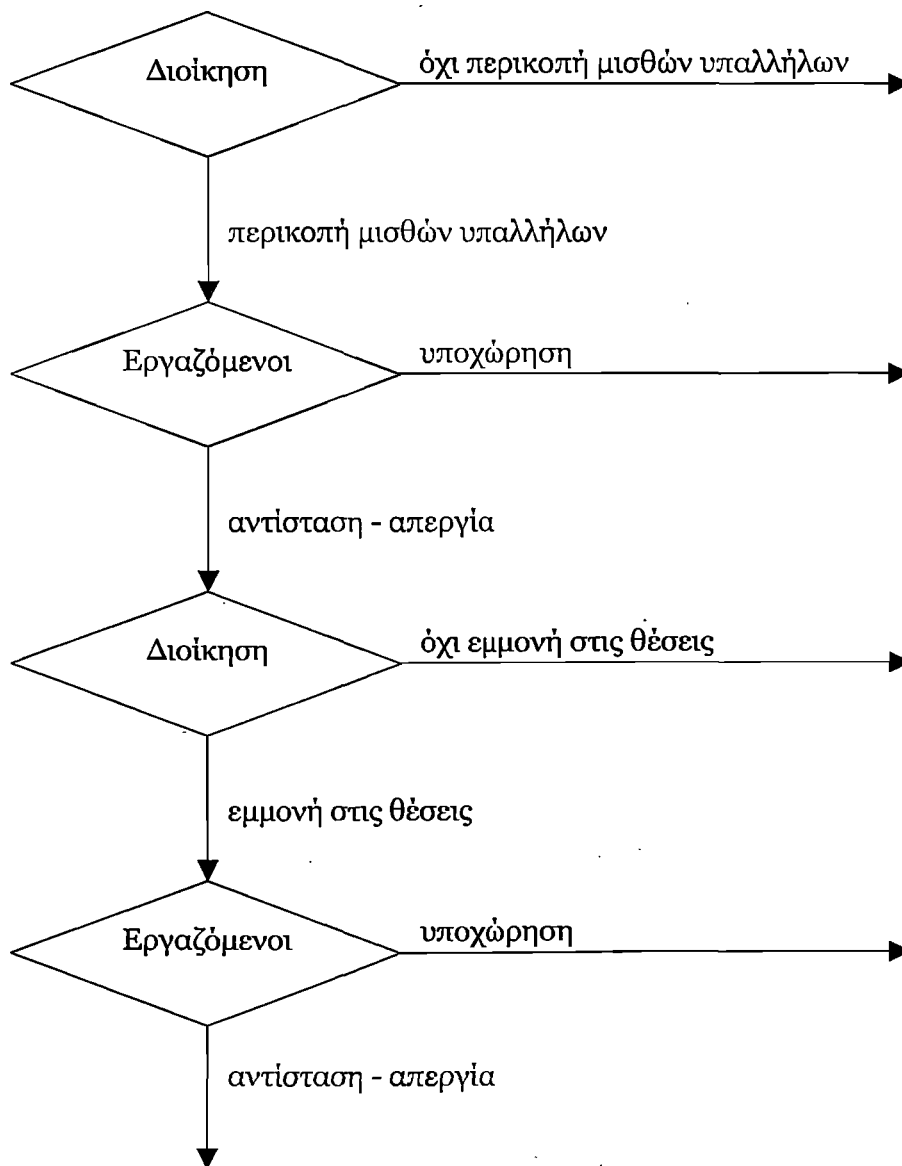 Διοίκηση
όχι περικοπή μισθών υπαλλήλων
περικοπή μισθών υπαλλήλων
Εργαζόμενοι
υποχώρηση
αντίσταση - απεργία
Διοίκηση
όχι εμμονή στις θέσεις
εμμονή στις θέσεις
Εργαζόμενοι
υποχώρηση
αντίσταση - απεργία